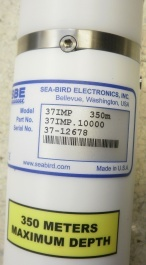 SEA-BIRD ELECTRONICS, INC.
Bellevue, Washington, USA
Model 37IMP 350m
Part No. 37IMP.10000
Serial No. 37-12678
www.seabird.com Made in U.S.A.
350 METERS
MAXIMUM DEPTH